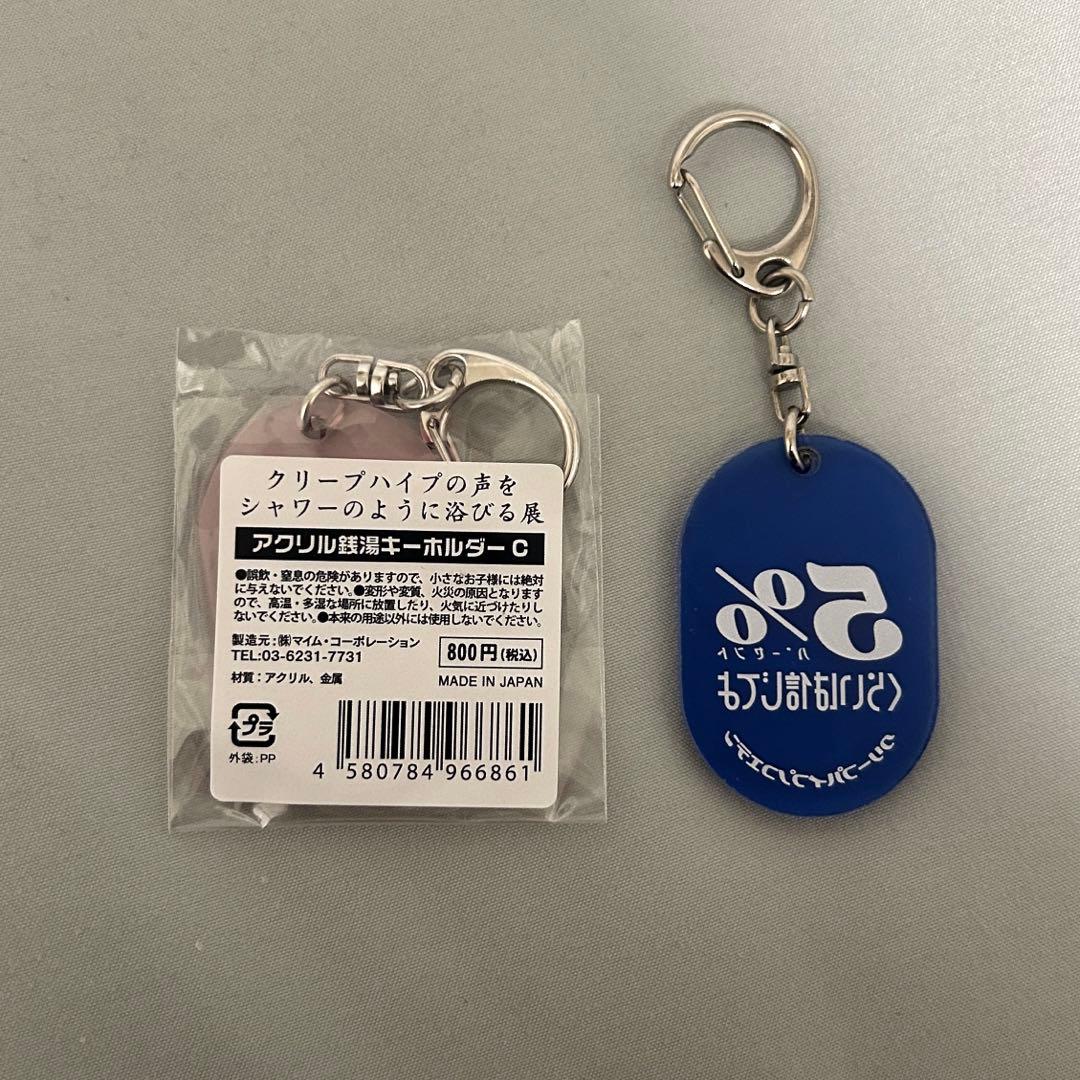 クリープハイプの声を
シャワーのように浴びる展
アクリル銭湯キーホルダー C
●誤飲・窒息の危険がありますので、小さなお子様には絶対
に与えないでください。●変形や変質、火災の原因となります
ので、高温・多湿な場所に放置したり、火気に近づけたりし
ないでください。●本来の用途以外には使用しないでください。
製造元:㈱マイム・コーポレーション
TEL:03-6231-7731
800円(税込)
材質：アクリル、金属
MADE IN JAPAN
プラ
外袋:PP
4 580784 966861
5%
パーセント
くらいは信じてよ